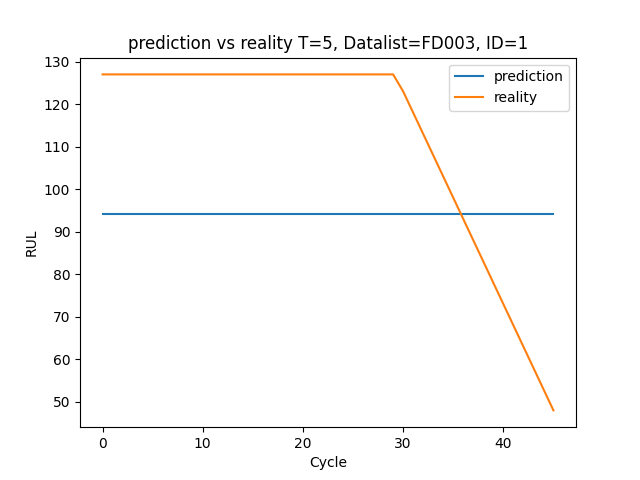 prediction vs reality T=5, Datalist=FD003, ID=1
prediction
reality
130
120
110
100
90
80
70
60
50
RUL
0 10 20 30 40
Cycle